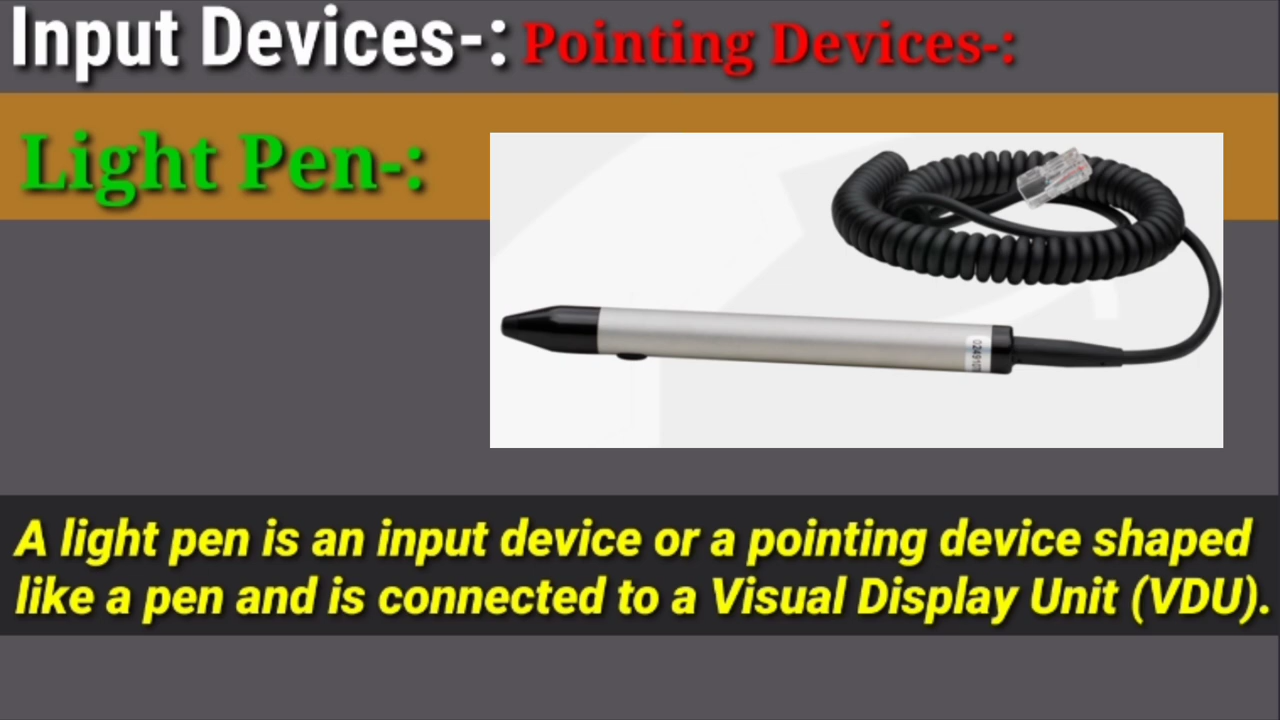 Input Devices-: Pointing Devices-:
Light Pen-:
A light pen is an input device or a pointing device shaped
like a pen and is connected to a Visual Display Unit (VDU).